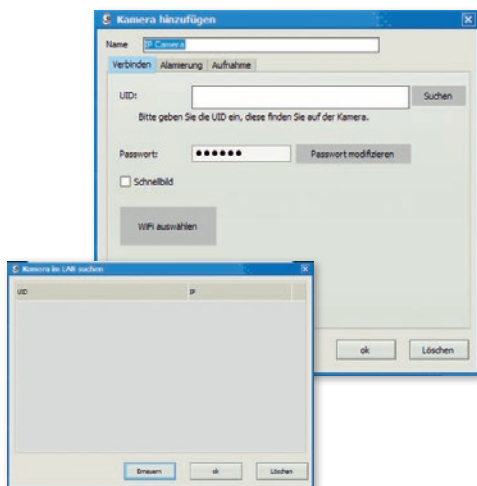 Kamera hinzufügen
Name IP Camera
Verbinden Alamierung Aufnahme
UID: Suchen
Bitte geben Sie die UID ein, diese finden Sie auf der Kamera.
Passwort: •••••• Passwort modifizieren
Schnellbild
WiFi auswählen
ok Löschen
Kamera im LAN suchen
UID IP
Erneuern ok Löschen